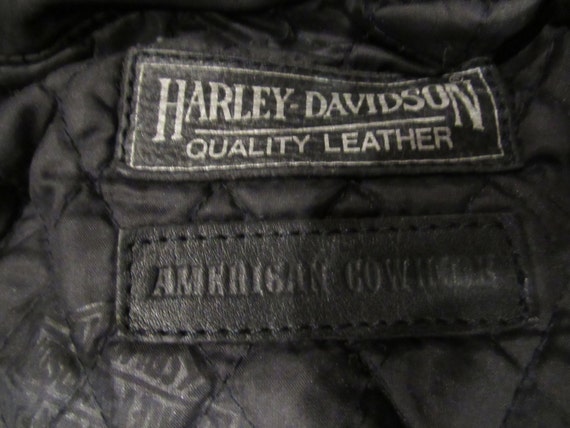 HARLEY-DAVIDSON
QUALITY LEATHER
AMERICAN COWHIDE